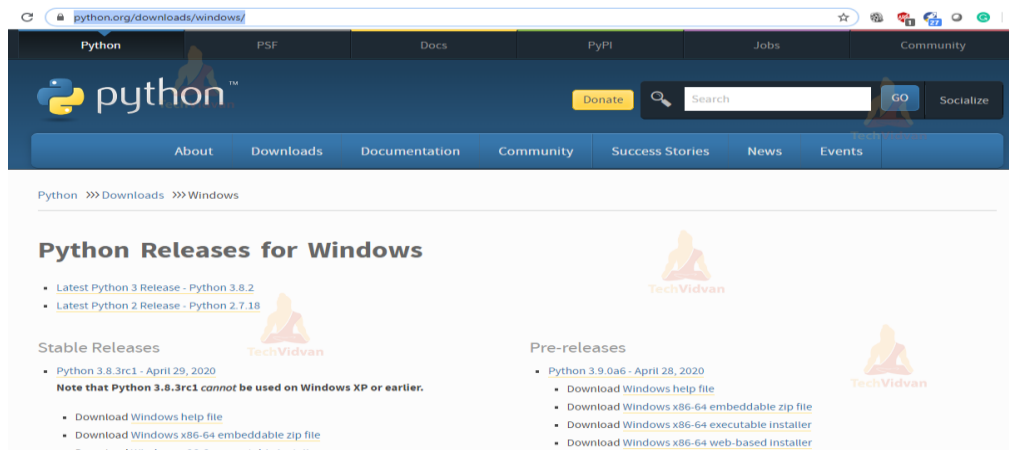 python.org/downloads/windows/
Python PSF Docs PyPI Jobs Community
python™
Donate Search GO Socialize
About Downloads Documentation Community Success Stories News Events
Python >>> Downloads >>> Windows
Python Releases for Windows
Latest Python 3 Release - Python 3.8.2
Latest Python 2 Release - Python 2.7.18
TechVidvan
Stable Releases
Python 3.8.3rc1 - April 29, 2020
Note that Python 3.8.3rc1 cannot be used on Windows XP or earlier.
Download Windows help file
Download Windows x86-64 embeddable zip file
TechVidvan
Pre-releases
Python 3.9.0a6 - April 28, 2020
Download Windows help file
Download Windows x86-64 embeddable zip file
Download Windows x86-64 executable installer
Download Windows x86-64 web-based installer
TechVidvan
1
27